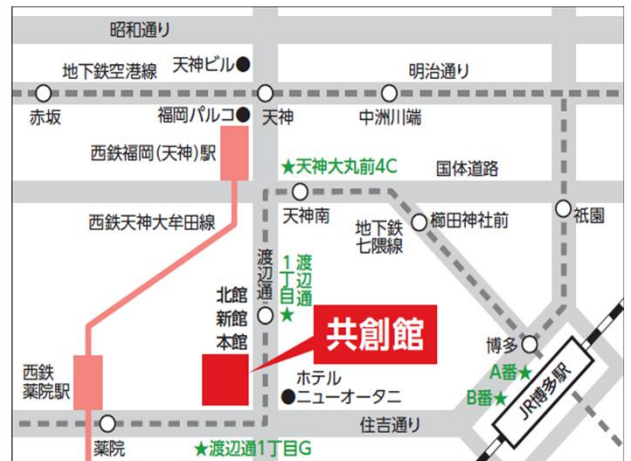 昭和通り
地下鉄空港線
天神ビル●
明治通り
赤坂
福岡パルコ●
天神
中洲川端
西鉄福岡(天神)駅
★天神大丸前4C
国体道路
西鉄天神大牟田線
天神南
地下鉄
七隈線
櫛田神社前
祇園
渡辺通
渡辺通
1丁目
★
北館
新館
本館
共創館
博多
A番★
B番★
JR博多駅
西鉄
薬院駅
ホテル
●ニューオータニ
薬院
★渡辺通1丁目G
住吉通り